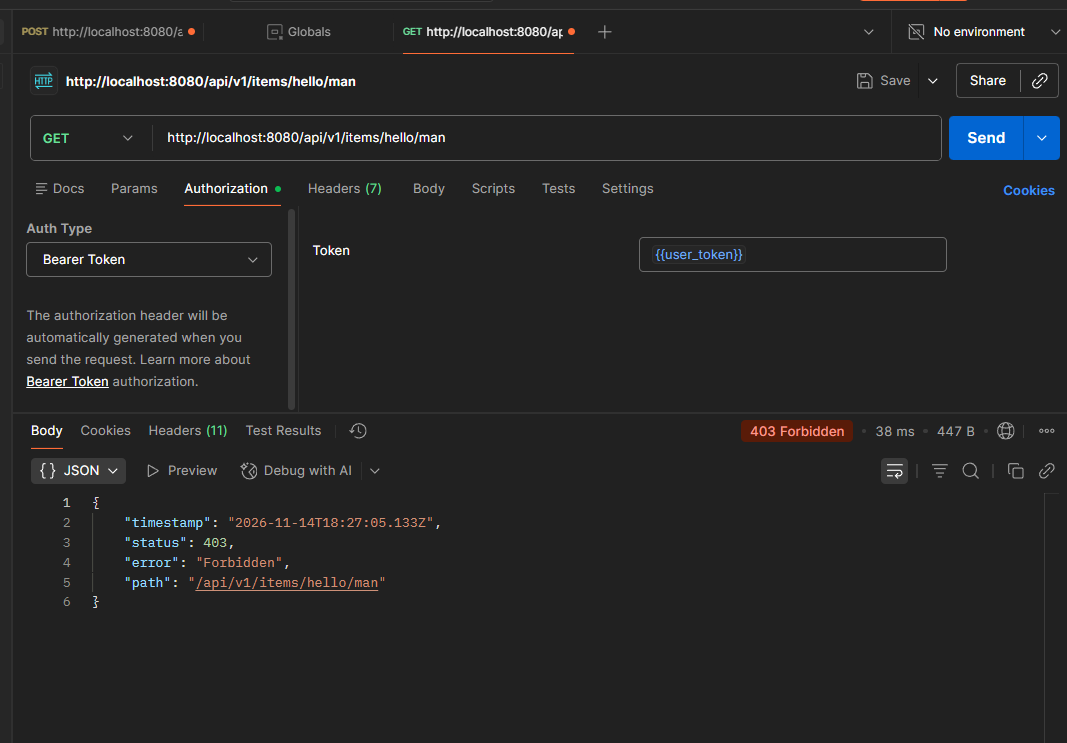 POST http://localhost:8080/a
Globals
GET http://localhost:8080/ap
No environment
HTTP http://localhost:8080/api/v1/items/hello/man
Save
Share
GET http://localhost:8080/api/v1/items/hello/man
Send
Docs Params Authorization Headers (7) Body Scripts Tests Settings
Cookies
Auth Type
Bearer Token
The authorization header will be
automatically generated when you
send the request. Learn more about
Bearer Token authorization.
Token
{{user_token}}
Body Cookies Headers (11) Test Results
403 Forbidden • 38 ms • 447 B
{} JSON Preview Debug with AI
1 {
2 "timestamp": "2026-11-14T18:27:05.133Z",
3 "status": 403,
4 "error": "Forbidden",
5 "path": "/api/v1/items/hello/man"
6 }